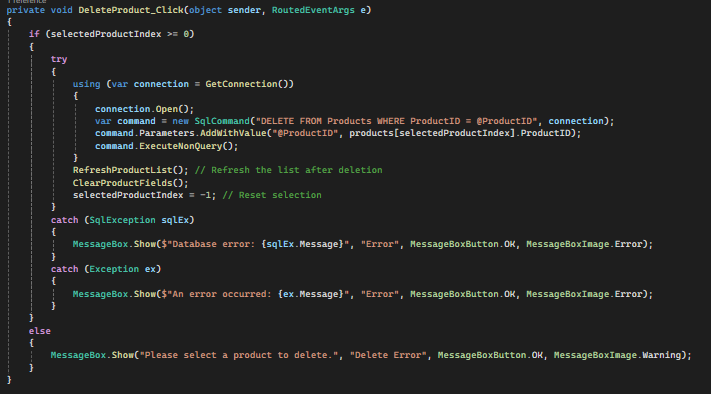 1 reference
private void DeleteProduct_Click(object sender, RoutedEventArgs e)
{
    if (selectedProductIndex >= 0)
    {
        try
        {
            using (var connection = GetConnection())
            {
                connection.Open();
                var command = new SqlCommand("DELETE FROM Products WHERE ProductID = @ProductID", connection);
                command.Parameters.AddWithValue("@ProductID", products[selectedProductIndex].ProductID);
                command.ExecuteNonQuery();
            }
            RefreshProductList(); // Refresh the list after deletion
            ClearProductFields();
            selectedProductIndex = -1; // Reset selection
        }
        catch (SqlException sqlEx)
        {
            MessageBox.Show($"Database error: {sqlEx.Message}", "Error", MessageBoxButton.OK, MessageBoxImage.Error);
        }
        catch (Exception ex)
        {
            MessageBox.Show($"An error occurred: {ex.Message}", "Error", MessageBoxButton.OK, MessageBoxImage.Error);
        }
    }
    else
    {
        MessageBox.Show("Please select a product to delete.", "Delete Error", MessageBoxButton.OK, MessageBoxImage.Warning);
    }
}